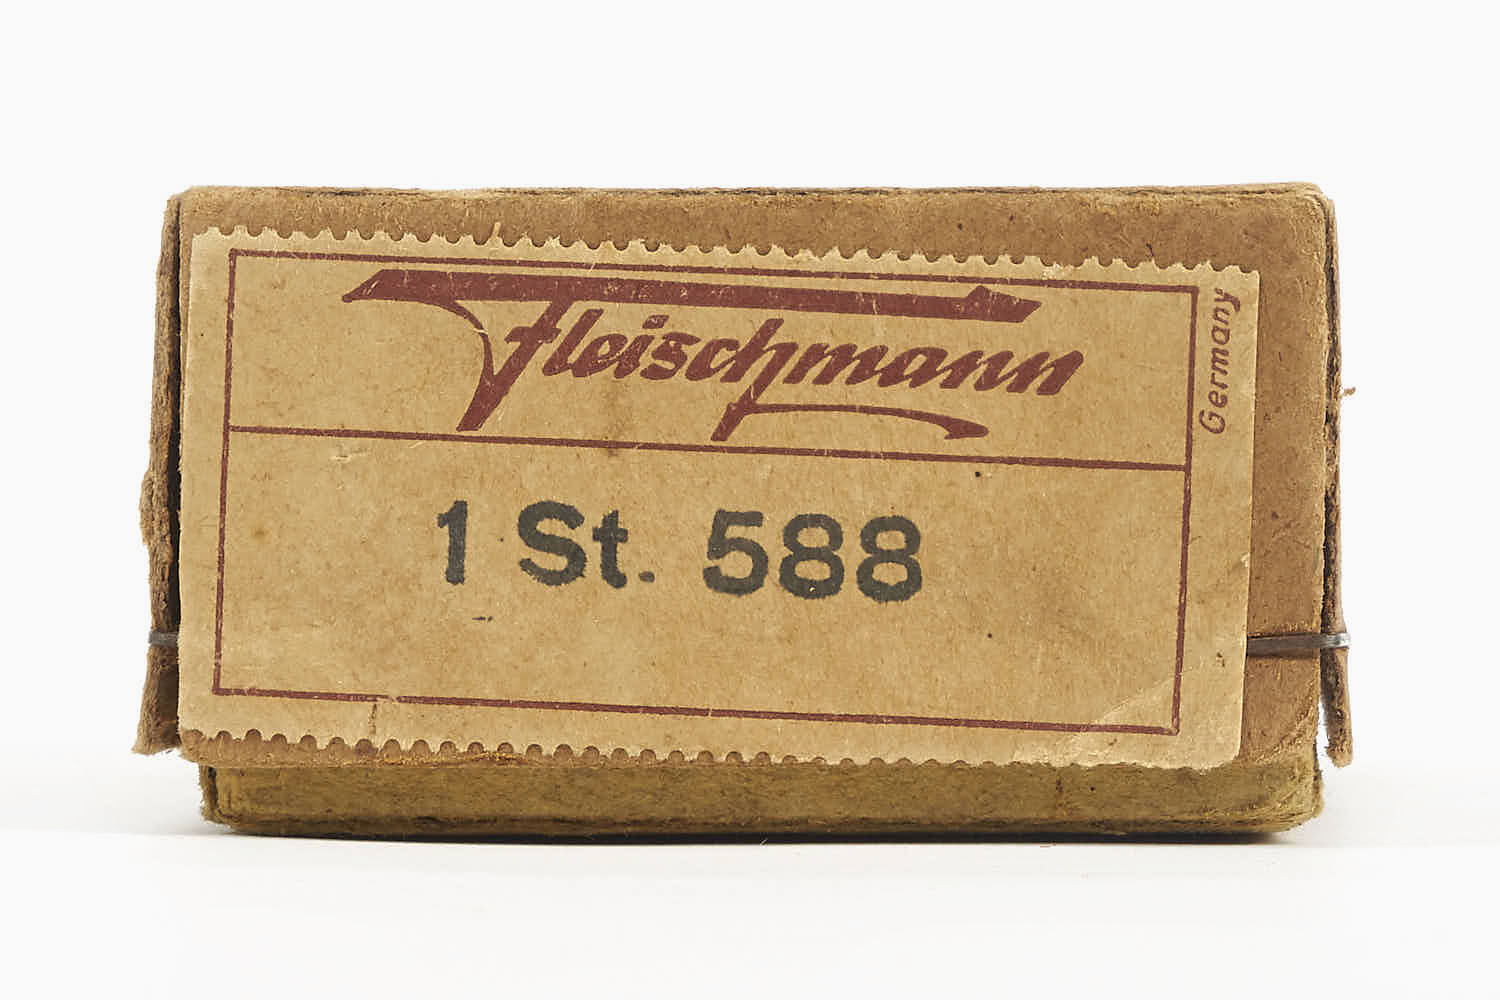 Fleischmann
Germany
1 St. 588